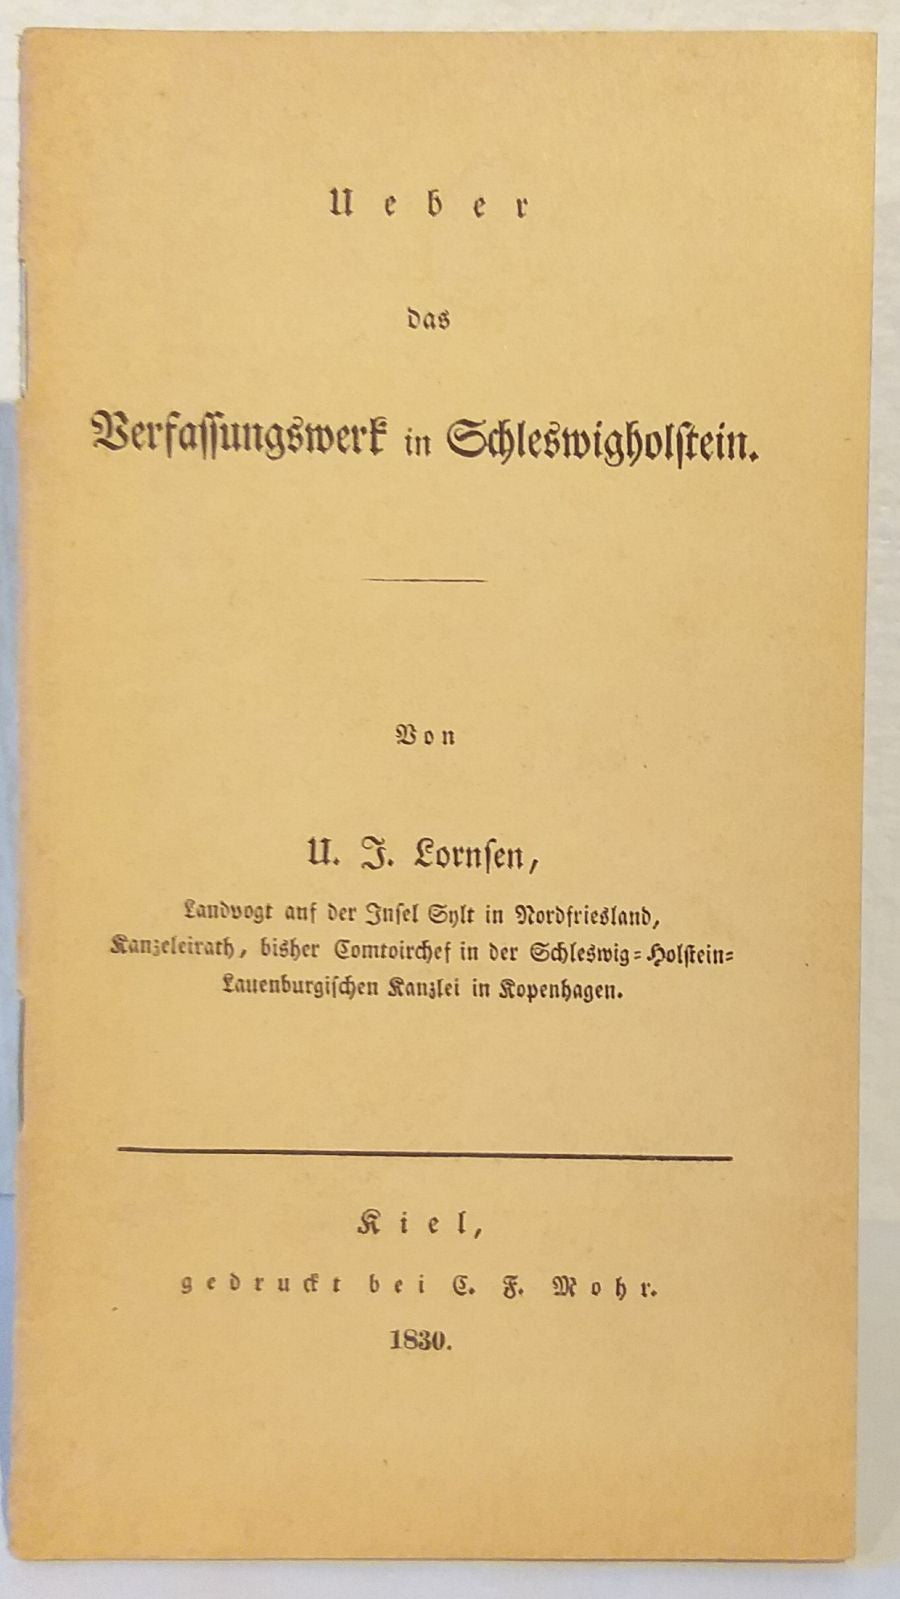 Ueber
das
Verfassungswerk in Schleswigholstein.
Von
U. J. Lornsen,
Landvogt auf der Insel Sylt in Nordfriesland,
Kanzeleirath, bisher Comtoirchef in der Schleswig-Holstein-
Lauenburgischen Kanzlei in Kopenhagen.
Kiel,
gedruckt bei C. F. Mohr.
1830.